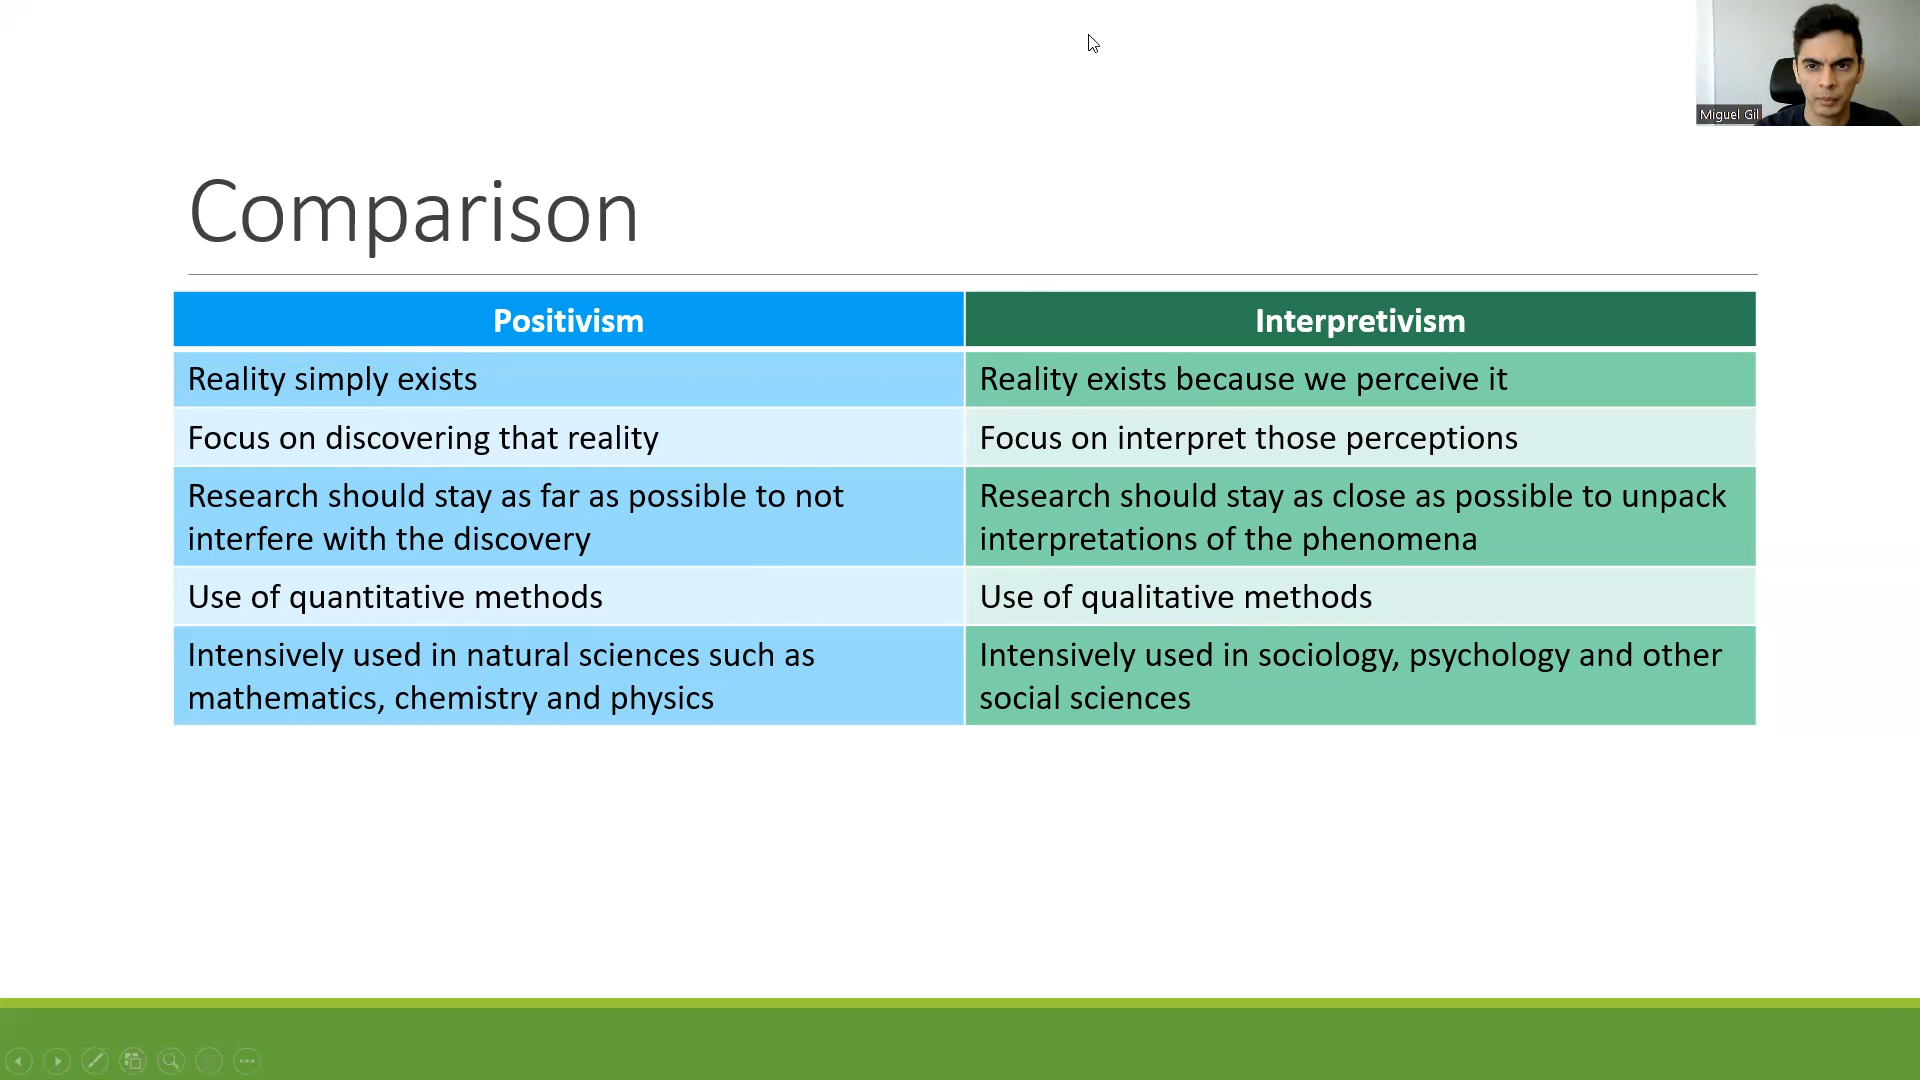 Miguel Gil
Comparison
Positivism
Interpretivism
Reality simply exists
Reality exists because we perceive it
Focus on discovering that reality
Focus on interpret those perceptions
Research should stay as far as possible to not
interfere with the discovery
Research should stay as close as possible to unpack
interpretations of the phenomena
Use of quantitative methods
Use of qualitative methods
Intensively used in natural sciences such as
mathematics, chemistry and physics
Intensively used in sociology, psychology and other
social sciences